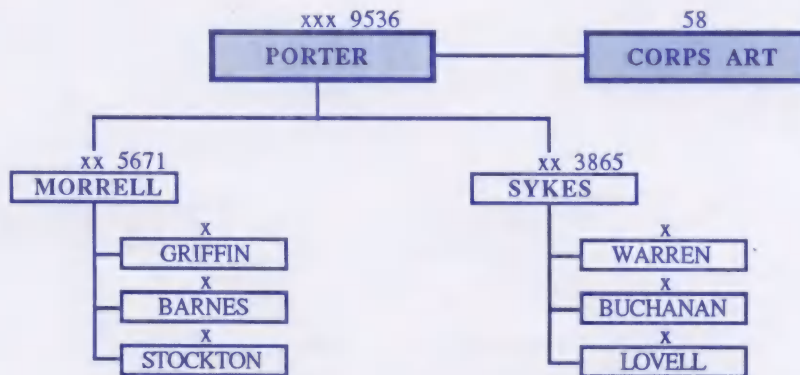 xxx 9536
PORTER
58
CORPS ART
xx 5671
MORRELL
x
GRIFFIN
x
BARNES
x
STOCKTON
xx 3865
SYKES
x
WARREN
x
BUCHANAN
x
LOVELL